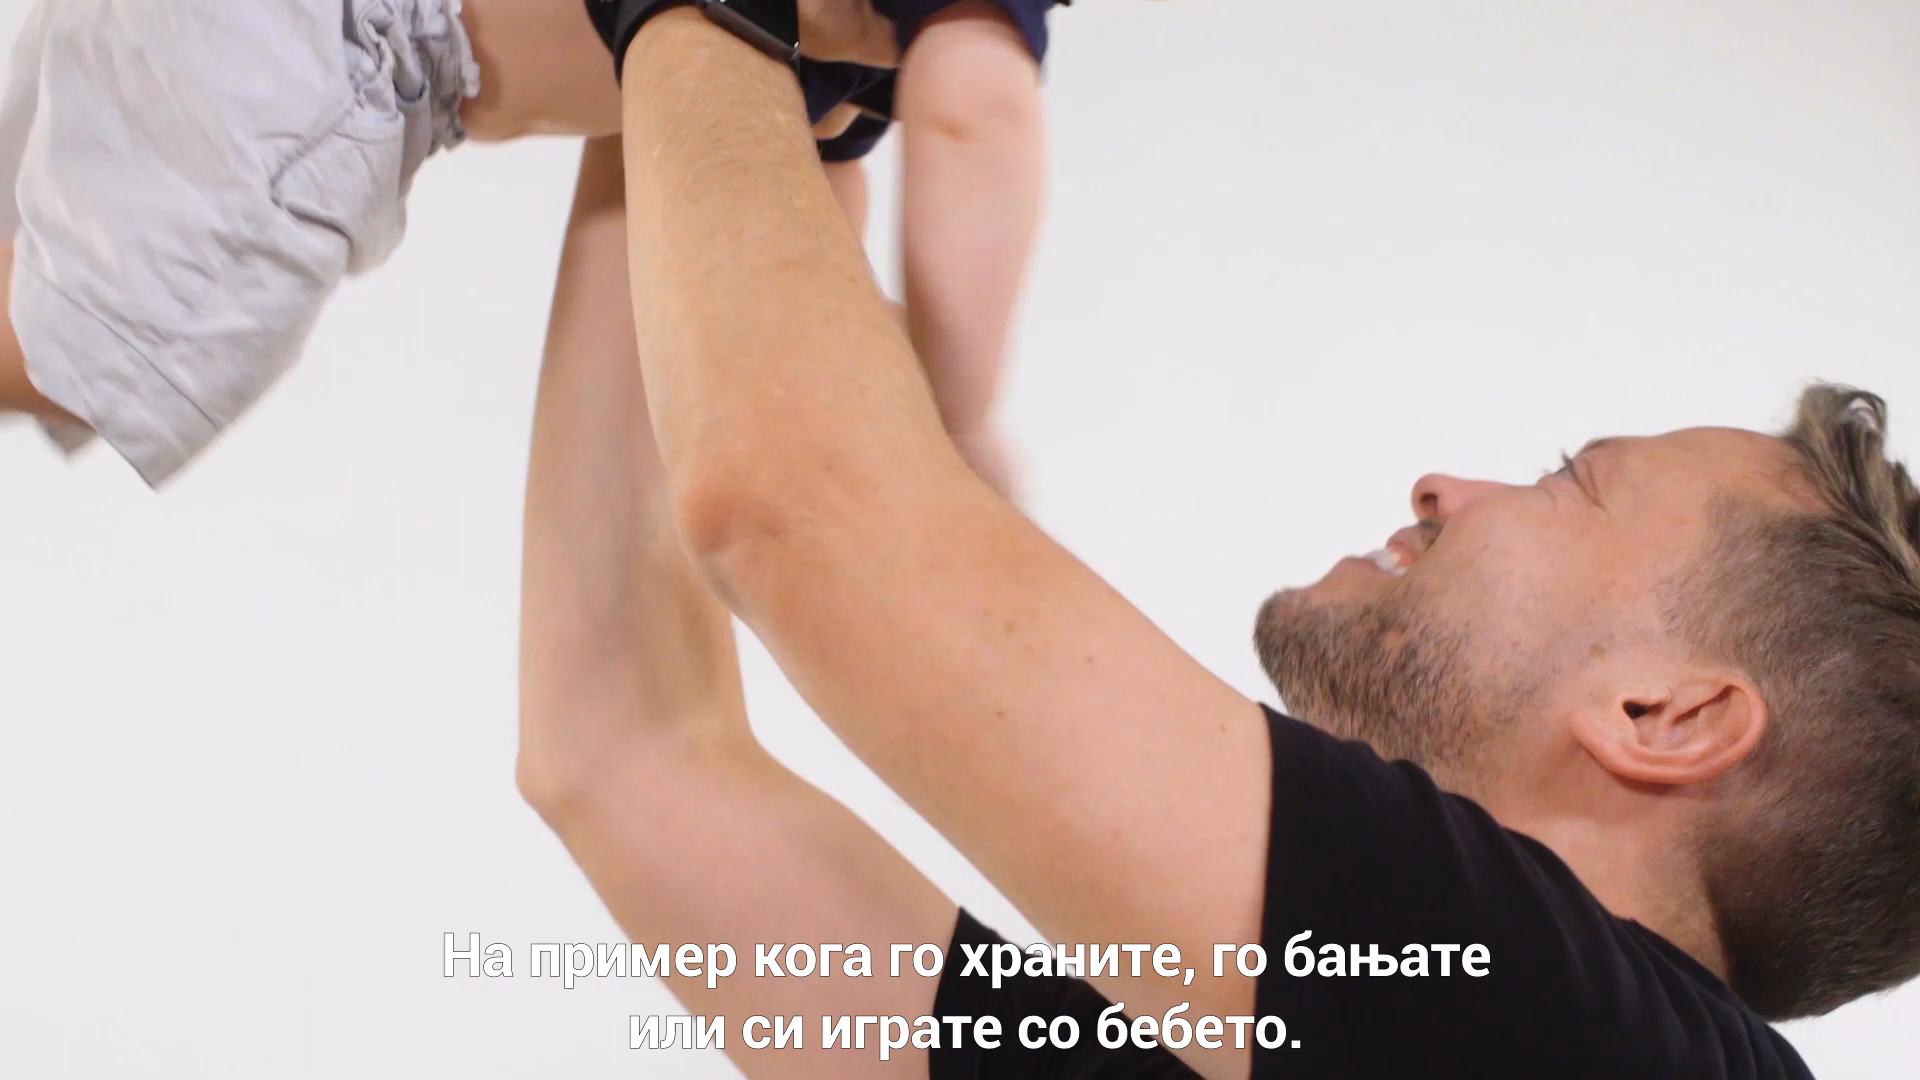 На пример кога го храните, го бањате
или си играте со бебето.